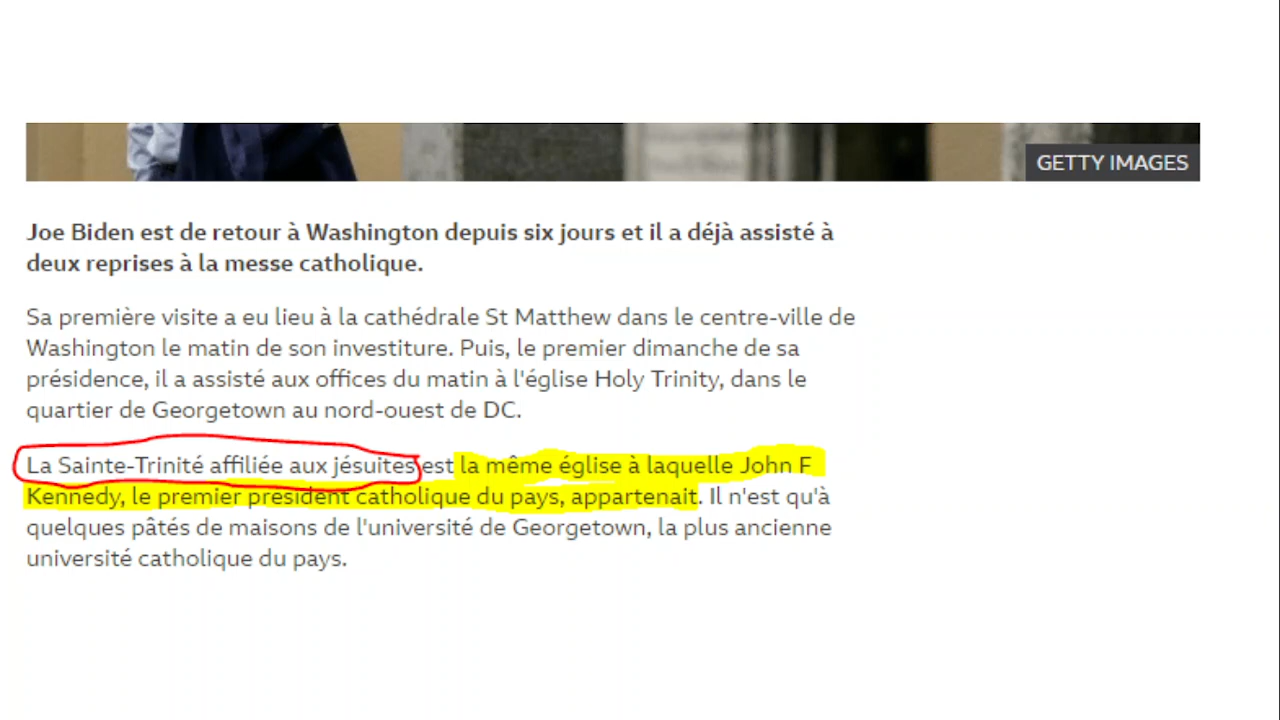 GETTY IMAGES
Joe Biden est de retour à Washington depuis six jours et il a déjà assisté à
deux reprises à la messe catholique.
Sa première visite a eu lieu à la cathédrale St Matthew dans le centre-ville de
Washington le matin de son investiture. Puis, le premier dimanche de sa
présidence, il a assisté aux offices du matin à l'église Holy Trinity, dans le
quartier de Georgetown au nord-ouest de DC.
La Sainte-Trinité affiliée aux jésuites est la même église à laquelle John F
Kennedy, le premier président catholique du pays, appartenait. Il n'est qu'à
quelques pâtés de maisons de l'université de Georgetown, la plus ancienne
université catholique du pays.